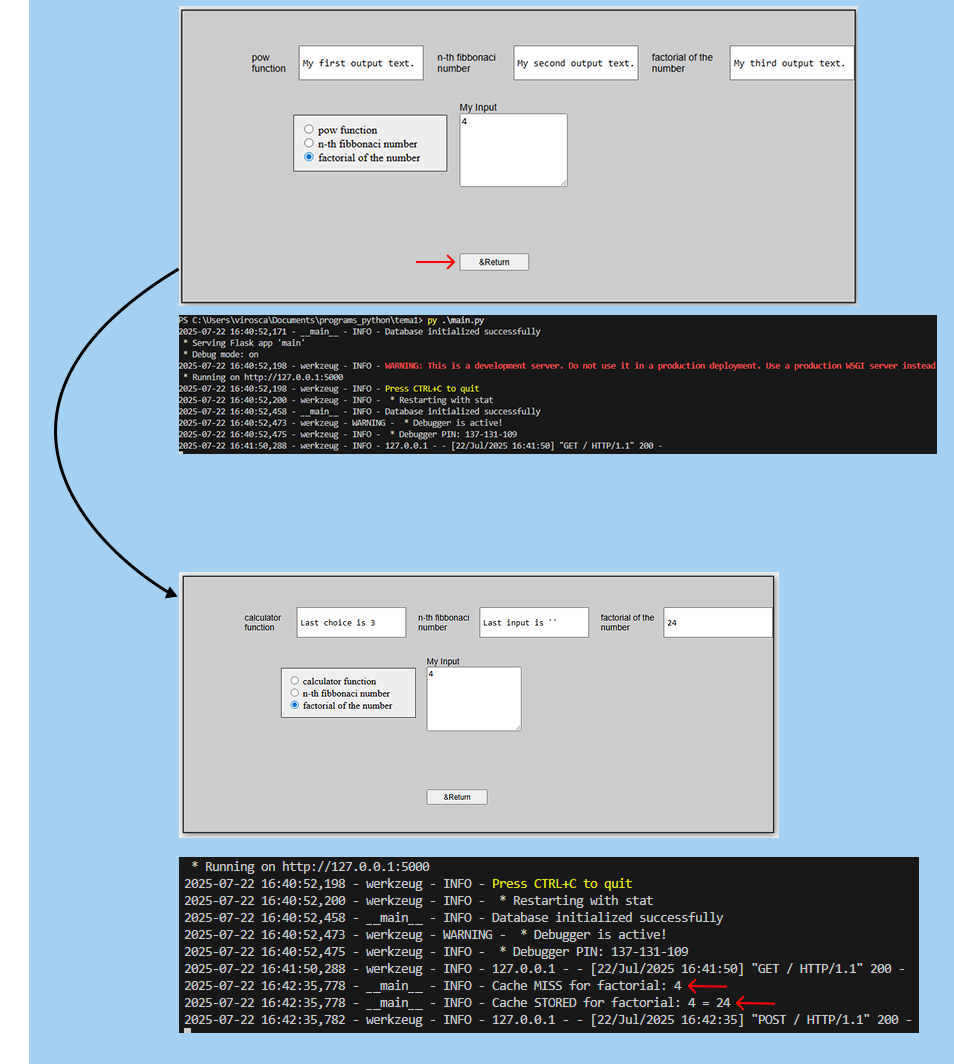 pow
function
My first output text.
n-th fibbonaci
number
My second output text.
factorial of the
number
My third output text.
My Input
pow function
n-th fibbonaci number
factorial of the number
4
&Return
PS C:\Users\virosca\Documents\programs_python\tema1> py .\main.py
2025-07-22 16:40:52,171 - __main__ - INFO - Database initialized successfully
* Serving Flask app 'main'
* Debug mode: on
2025-07-22 16:40:52,198 - werkzeug - INFO - WARNING: This is a development server. Do not use it in a production deployment. Use a production WSGI server instead
* Running on http://127.0.0.1:5000
2025-07-22 16:40:52,198 - werkzeug - INFO - Press CTRL+C to quit
2025-07-22 16:40:52,200 - werkzeug - INFO -  * Restarting with stat
2025-07-22 16:40:52,458 - __main__ - INFO - Database initialized successfully
2025-07-22 16:40:52,473 - werkzeug - WARNING -  * Debugger is active!
2025-07-22 16:40:52,475 - werkzeug - INFO -  * Debugger PIN: 137-131-109
2025-07-22 16:41:50,288 - werkzeug - INFO - 127.0.0.1 - - [22/Jul/2025 16:41:50] "GET / HTTP/1.1" 200 -
calculator
function
Last choice is 3
n-th fibbonaci
number
Last input is ``
factorial of the
number
24
My Input
calculator function
n-th fibbonaci number
factorial of the number
4
&Return
* Running on http://127.0.0.1:5000
2025-07-22 16:40:52,198 - werkzeug - INFO - Press CTRL+C to quit
2025-07-22 16:40:52,200 - werkzeug - INFO -  * Restarting with stat
2025-07-22 16:40:52,458 - __main__ - INFO - Database initialized successfully
2025-07-22 16:40:52,473 - werkzeug - WARNING -  * Debugger is active!
2025-07-22 16:40:52,475 - werkzeug - INFO -  * Debugger PIN: 137-131-109
2025-07-22 16:41:50,288 - werkzeug - INFO - 127.0.0.1 - - [22/Jul/2025 16:41:50] "GET / HTTP/1.1" 200 -
2025-07-22 16:42:35,778 - __main__ - INFO - Cache MISS for factorial: 4
2025-07-22 16:42:35,778 - __main__ - INFO - Cache STORED for factorial: 4 = 24
2025-07-22 16:42:35,782 - werkzeug - INFO - 127.0.0.1 - - [22/Jul/2025 16:42:35] "POST / HTTP/1.1" 200 -